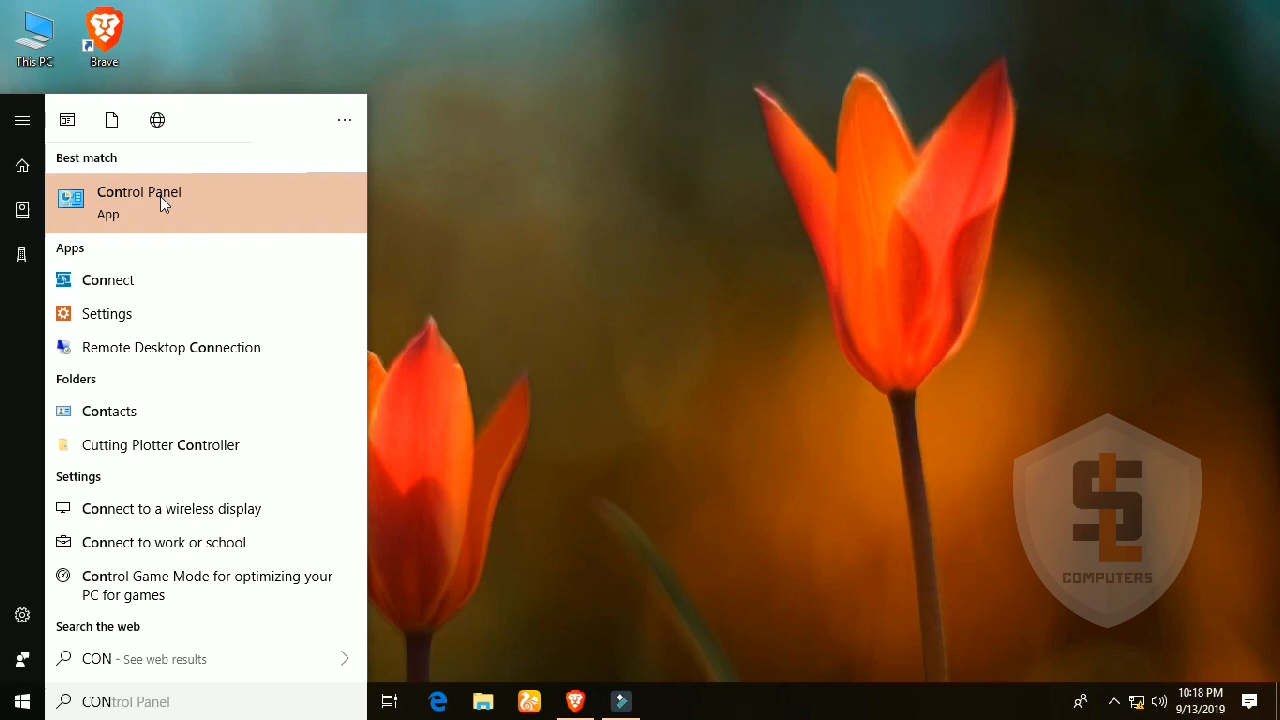 This PC
Brave
Best match
Control Panel
App
Apps
Connect
Settings
Remote Desktop Connection
Folders
Contacts
Cutting Plotter Controller
Settings
Connect to a wireless display
Connect to work or school
Control Game Mode for optimizing your
PC for games
Search the web
CON - See web results
CONtrol Panel
SL
COMPUTERS
10:18 PM
9/13/2019